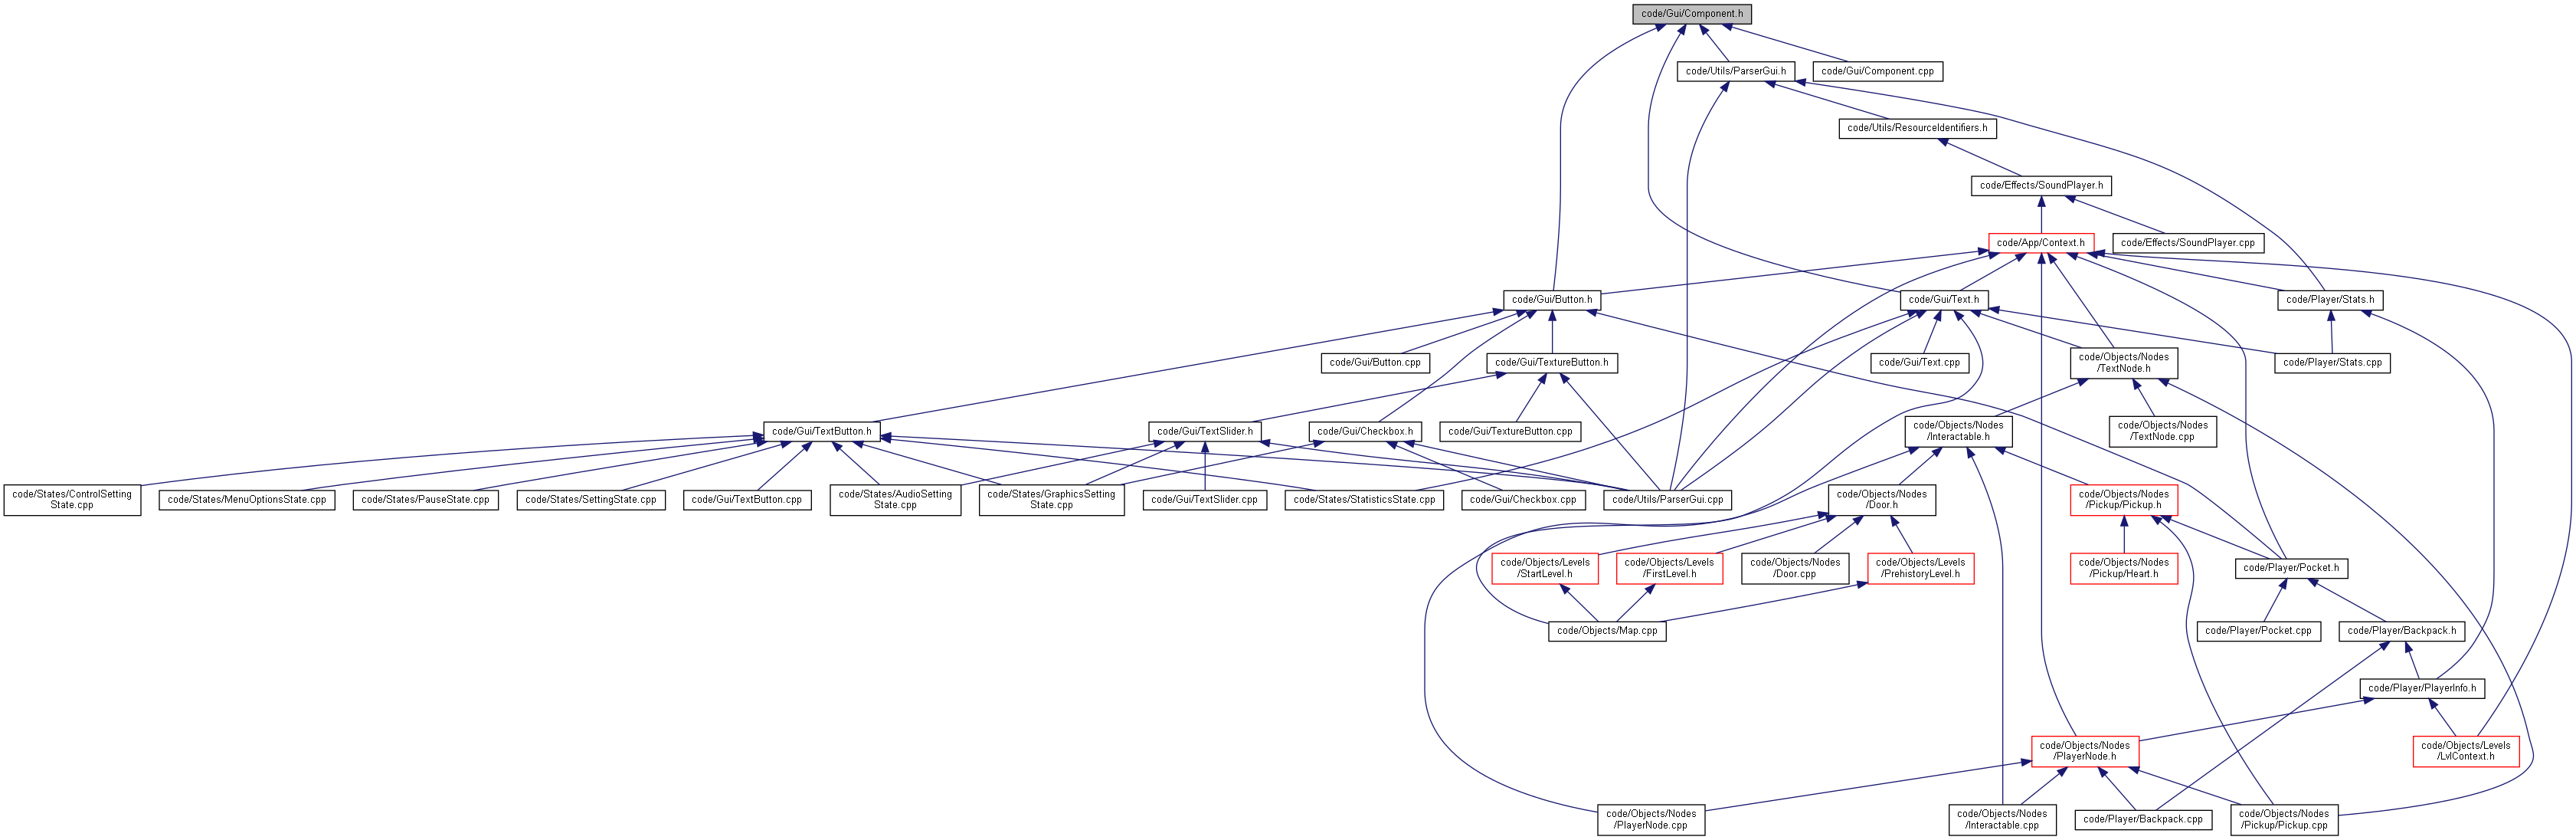 code/Gui/Component.h
code/Utils/ParserGui.h
code/Gui/Component.cpp
code/Utils/ResourceIdentifiers.h
code/Effects/SoundPlayer.h
code/App/Context.h
code/Effects/SoundPlayer.cpp
code/Gui/Button.h
code/Gui/Text.h
code/Player/Stats.h
code/Gui/Button.cpp
code/Gui/TextureButton.h
code/Gui/Text.cpp
code/Objects/Nodes
/TextNode.h
code/Player/Stats.cpp
code/Gui/TextButton.h
code/Gui/TextSlider.h
code/Gui/Checkbox.h
code/Gui/TextureButton.cpp
code/Objects/Nodes
/Interactable.h
code/Objects/Nodes
/TextNode.cpp
code/States/ControlSetting
State.cpp
code/States/MenuOptionsState.cpp
code/States/PauseState.cpp
code/States/SettingState.cpp
code/Gui/TextButton.cpp
code/States/AudioSetting
State.cpp
code/States/GraphicsSetting
State.cpp
code/Gui/TextSlider.cpp
code/States/StatisticsState.cpp
code/Gui/Checkbox.cpp
code/Utils/ParserGui.cpp
code/Objects/Nodes
/Door.h
code/Objects/Nodes
/Pickup/Pickup.h
code/Objects/Levels
/StartLevel.h
code/Objects/Levels
/FirstLevel.h
code/Objects/Nodes
/Door.cpp
code/Objects/Levels
/PrehistoryLevel.h
code/Objects/Nodes
/Pickup/Heart.h
code/Player/Pocket.h
code/Objects/Map.cpp
code/Player/Pocket.cpp
code/Player/Backpack.h
code/Player/PlayerInfo.h
code/Objects/Nodes
/PlayerNode.h
code/Objects/Levels
/LvlContext.h
code/Objects/Nodes
/PlayerNode.cpp
code/Objects/Nodes
/Interactable.cpp
code/Player/Backpack.cpp
code/Objects/Nodes
/Pickup/Pickup.cpp